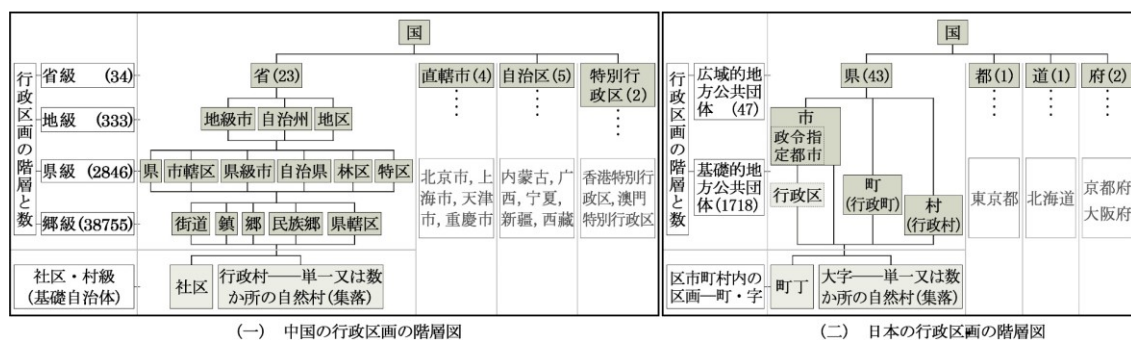 国
行政区画の階層と数
省級 (34)
省(23)
直轄市(4)
自治区(5)
特別行
政区(2)
地級 (333)
地級市
自治州
地区
県級 (2846)
県
市轄区
県級市
自治県
林区
特区
北京市, 上
海市, 天津
市, 重慶市
内蒙古, 广
西, 宁夏,
新疆, 西藏
香港特別行
政区, 澳門
特別行政区
郷級(38755)
街道
鎮
郷
民族郷
県轄区
社区・村級
(基礎自治体)
社区
行政村――単一又は数
か所の自然村(集落)
(一) 中国の行政区画の階層図
国
行政区画の階層と数
広域的地
方公共団
体 (47)
県(43)
都(1)
道(1)
府(2)
市
政令指
定都市
基礎的地
方公共団
体(1718)
行政区
町
(行政町)
村
(行政村)
東京都
北海道
京都府
大阪府
区市町村内の
区画―町・字
町丁
大字――単一又は数
か所の自然村(集落)
(二) 日本の行政区画の階層図